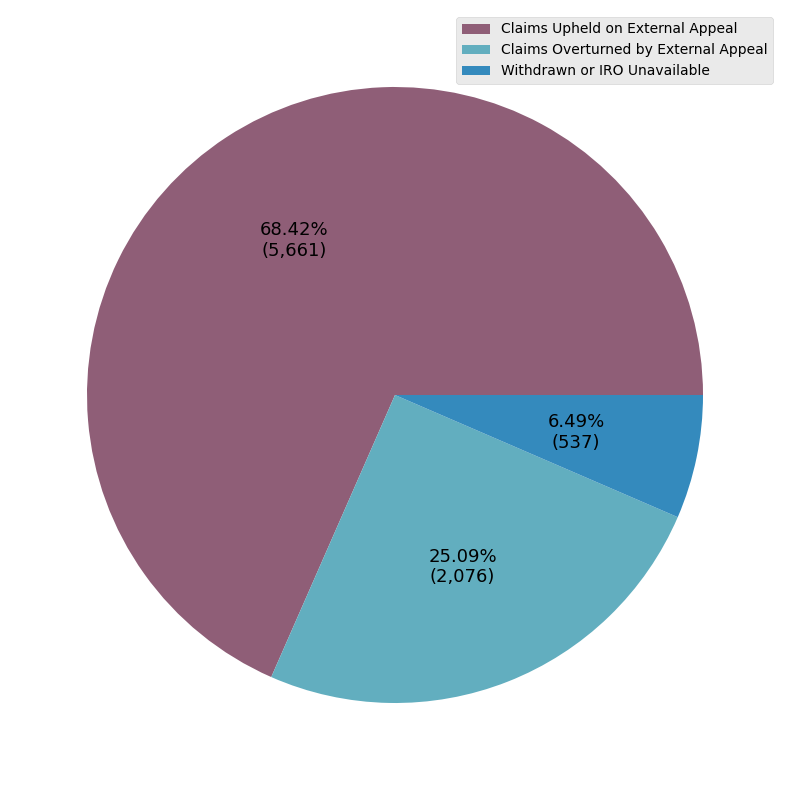 Claims Upheld on External Appeal
Claims Overturned by External Appeal
Withdrawn or IRO Unavailable
68.42%
(5,661)
6.49%
(537)
25.09%
(2,076)